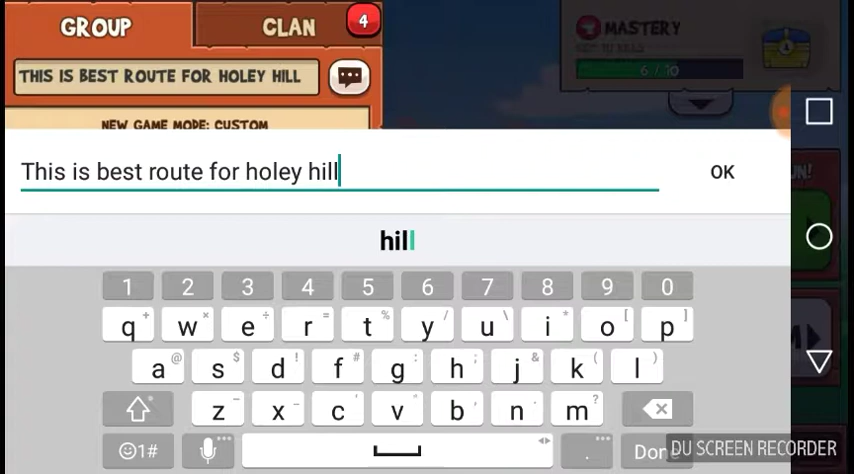 GROUP
CLAN
4
MASTERY
6 / 10
THIS IS BEST ROUTE FOR HOLEY HILL
NEW GAME MODE: CUSTOM
This is best route for holey hill
OK
hill
1 2 3 4 5 6 7 8 9 0
q w e r t y u i o p
+ × ÷ = % / \ * [ ]
a s d f g h j k l
@ $ ! # : ; & ( )
z x c v b n m
?
☺1#
.
Done
DU SCREEN RECORDER